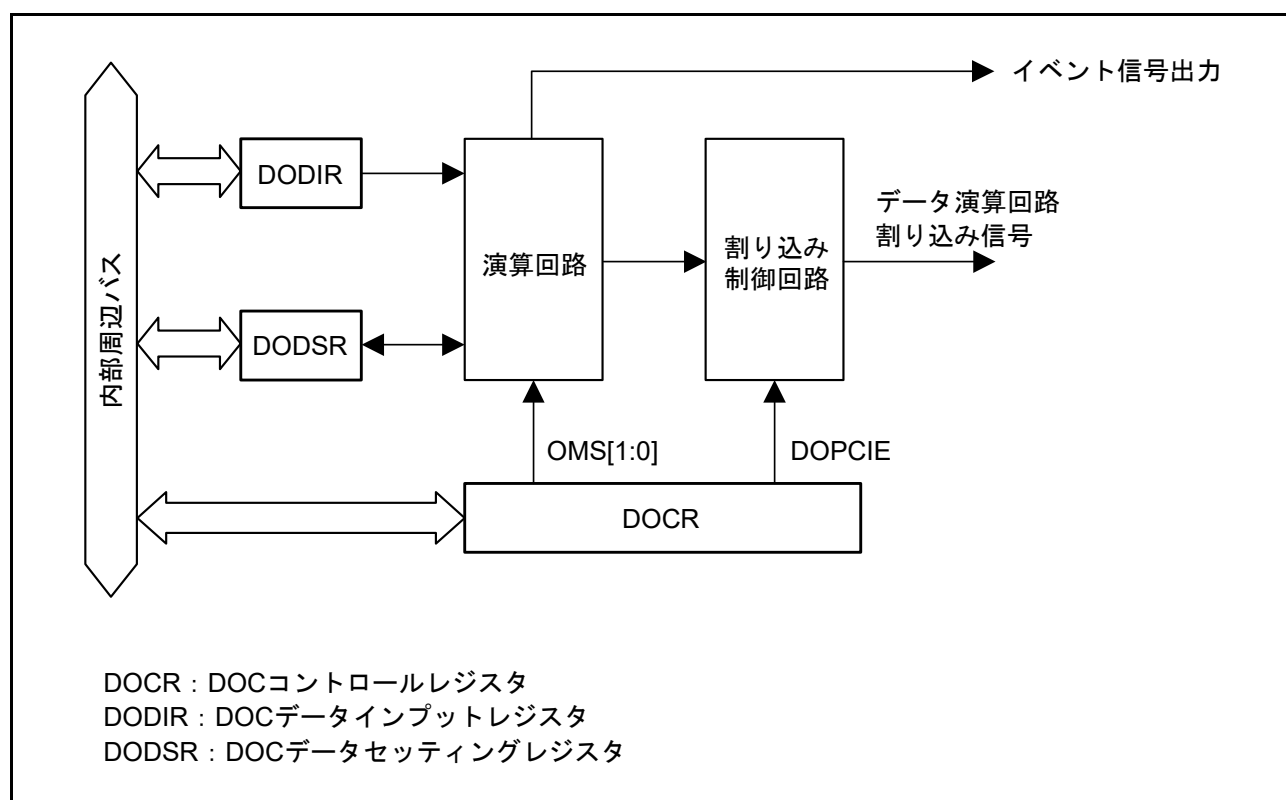 イベント信号出力
DODIR
演算回路
割り込み
制御回路
データ演算回路
割り込み信号
内部周辺バス
DODSR
OMS[1:0]
DOPCIE
DOCR
DOCR：DOCコントロールレジスタ
DODIR：DOCデータインプットレジスタ
DODSR：DOCデータセッティングレジスタ